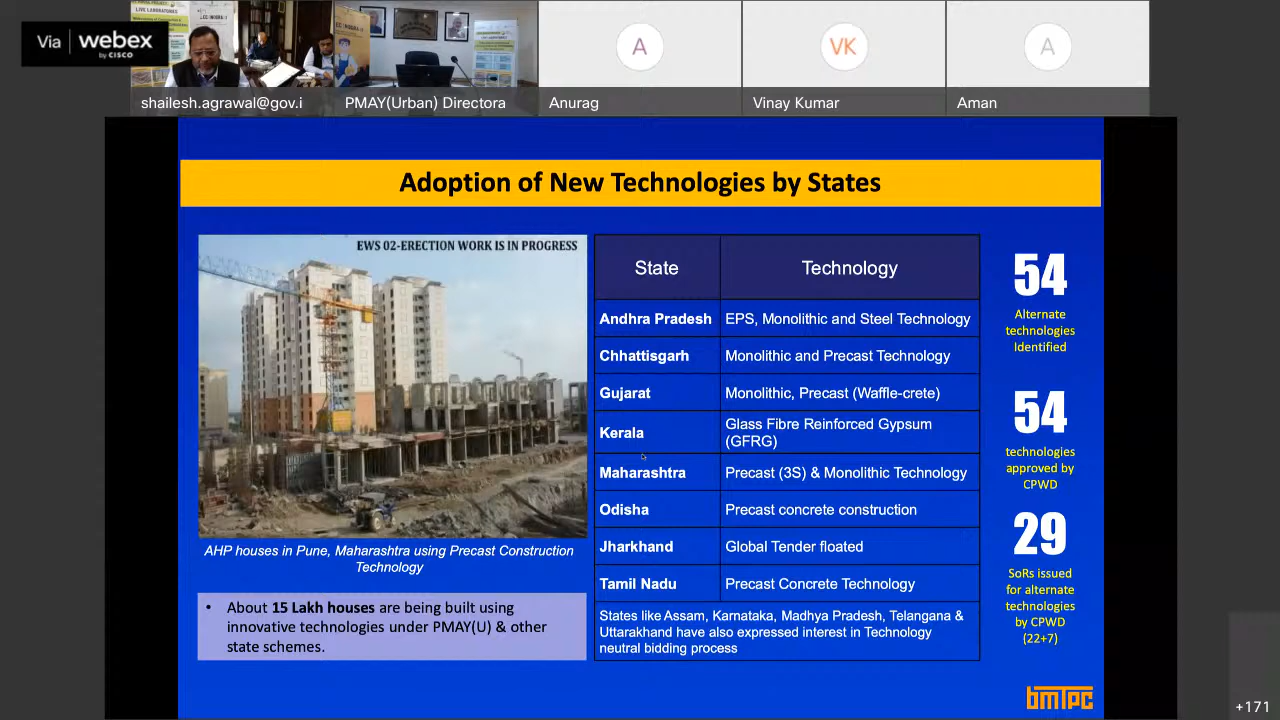 Via webex
by CISCO
LIVE LABORATORIES
shailesh.agrawal@gov.i
PMAY(Urban) Directora
A
Anurag
VK
Vinay Kumar
A
Aman
Adoption of New Technologies by States
EWS 02-ERECTION WORK IS IN PROGRESS
AHP houses in Pune, Maharashtra using Precast Construction
Technology
• About 15 Lakh houses are being built using
innovative technologies under PMAY(U) & other
state schemes.
State Technology
Andhra Pradesh EPS, Monolithic and Steel Technology
Chhattisgarh Monolithic and Precast Technology
Gujarat Monolithic, Precast (Waffle-crete)
Kerala Glass Fibre Reinforced Gypsum
(GFRG)
Maharashtra Precast (3S) & Monolithic Technology
Odisha Precast concrete construction
Jharkhand Global Tender floated
Tamil Nadu Precast Concrete Technology
States like Assam, Karnataka, Madhya Pradesh, Telangana &
Uttarakhand have also expressed interest in Technology
neutral bidding process
54
Alternate
technologies
Identified
54
technologies
approved by
CPWD
29
SoRs issued
for alternate
technologies
by CPWD
(22+7)
bmTPC
+171